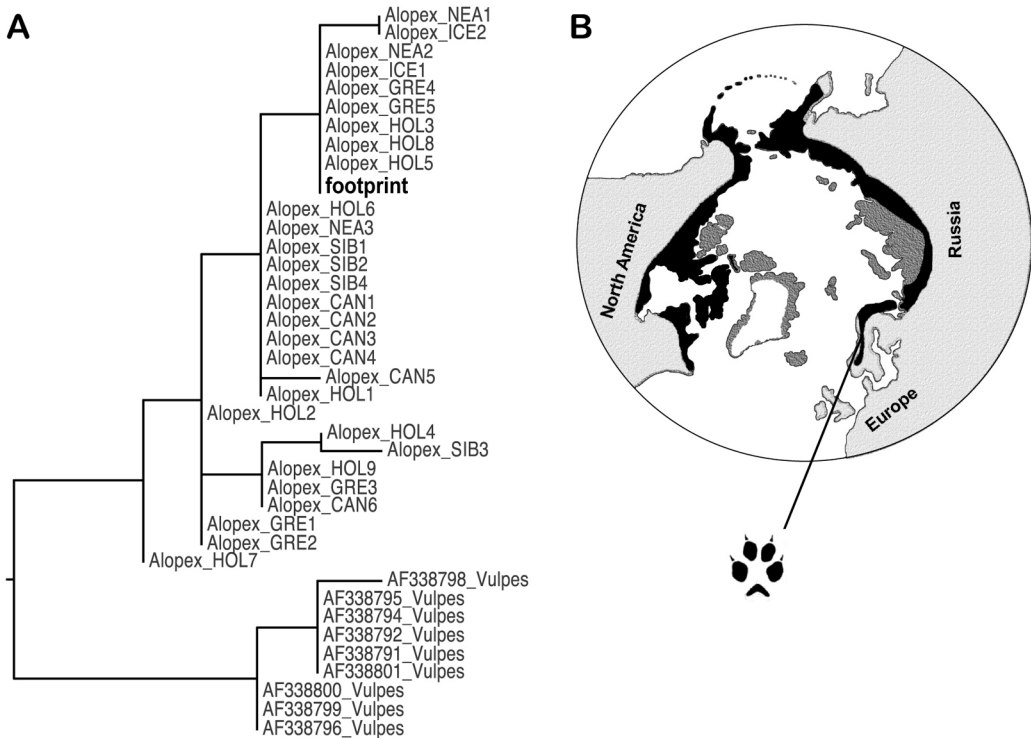 A
Alopex_NEA1
Alopex_ICE2
Alopex_NEA2
Alopex_ICE1
Alopex_GRE4
Alopex_GRE5
Alopex_HOL3
Alopex_HOL8
Alopex_HOL5
footprint
Alopex_HOL6
Alopex_NEA3
Alopex_SIB1
Alopex_SIB2
Alopex_SIB4
Alopex_CAN1
Alopex_CAN2
Alopex_CAN3
Alopex_CAN4
Alopex_CAN5
Alopex_HOL1
Alopex_HOL2
Alopex_HOL4
Alopex_SIB3
Alopex_HOL9
Alopex_GRE3
Alopex_CAN6
Alopex_GRE1
Alopex_GRE2
Alopex_HOL7
AF338798_Vulpes
AF338795_Vulpes
AF338794_Vulpes
AF338792_Vulpes
AF338791_Vulpes
AF338801_Vulpes
AF338800_Vulpes
AF338799_Vulpes
AF338796_Vulpes
B
North America
Russia
Europe